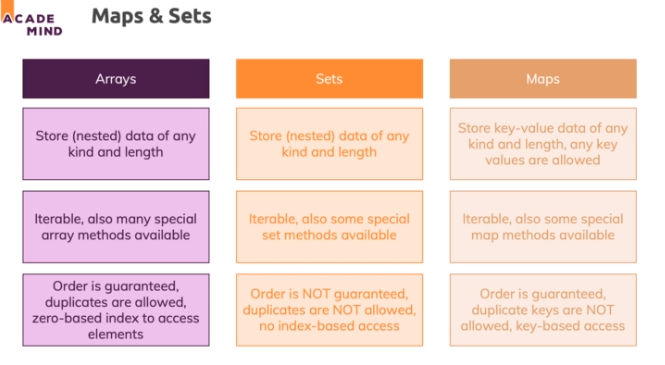 ACADE
MIND
Maps & Sets
Arrays
Sets
Maps
Store (nested) data of any
kind and length
Store (nested) data of any
kind and length
Store key-value data of any
kind and length, any key
values are allowed
Iterable, also many special
array methods available
Iterable, also some special
set methods available
Iterable, also some special
map methods available
Order is guaranteed,
duplicates are allowed,
zero-based index to access
elements
Order is NOT guaranteed,
duplicates are NOT allowed,
no index-based access
Order is guaranteed,
duplicate keys are NOT
allowed, key-based access